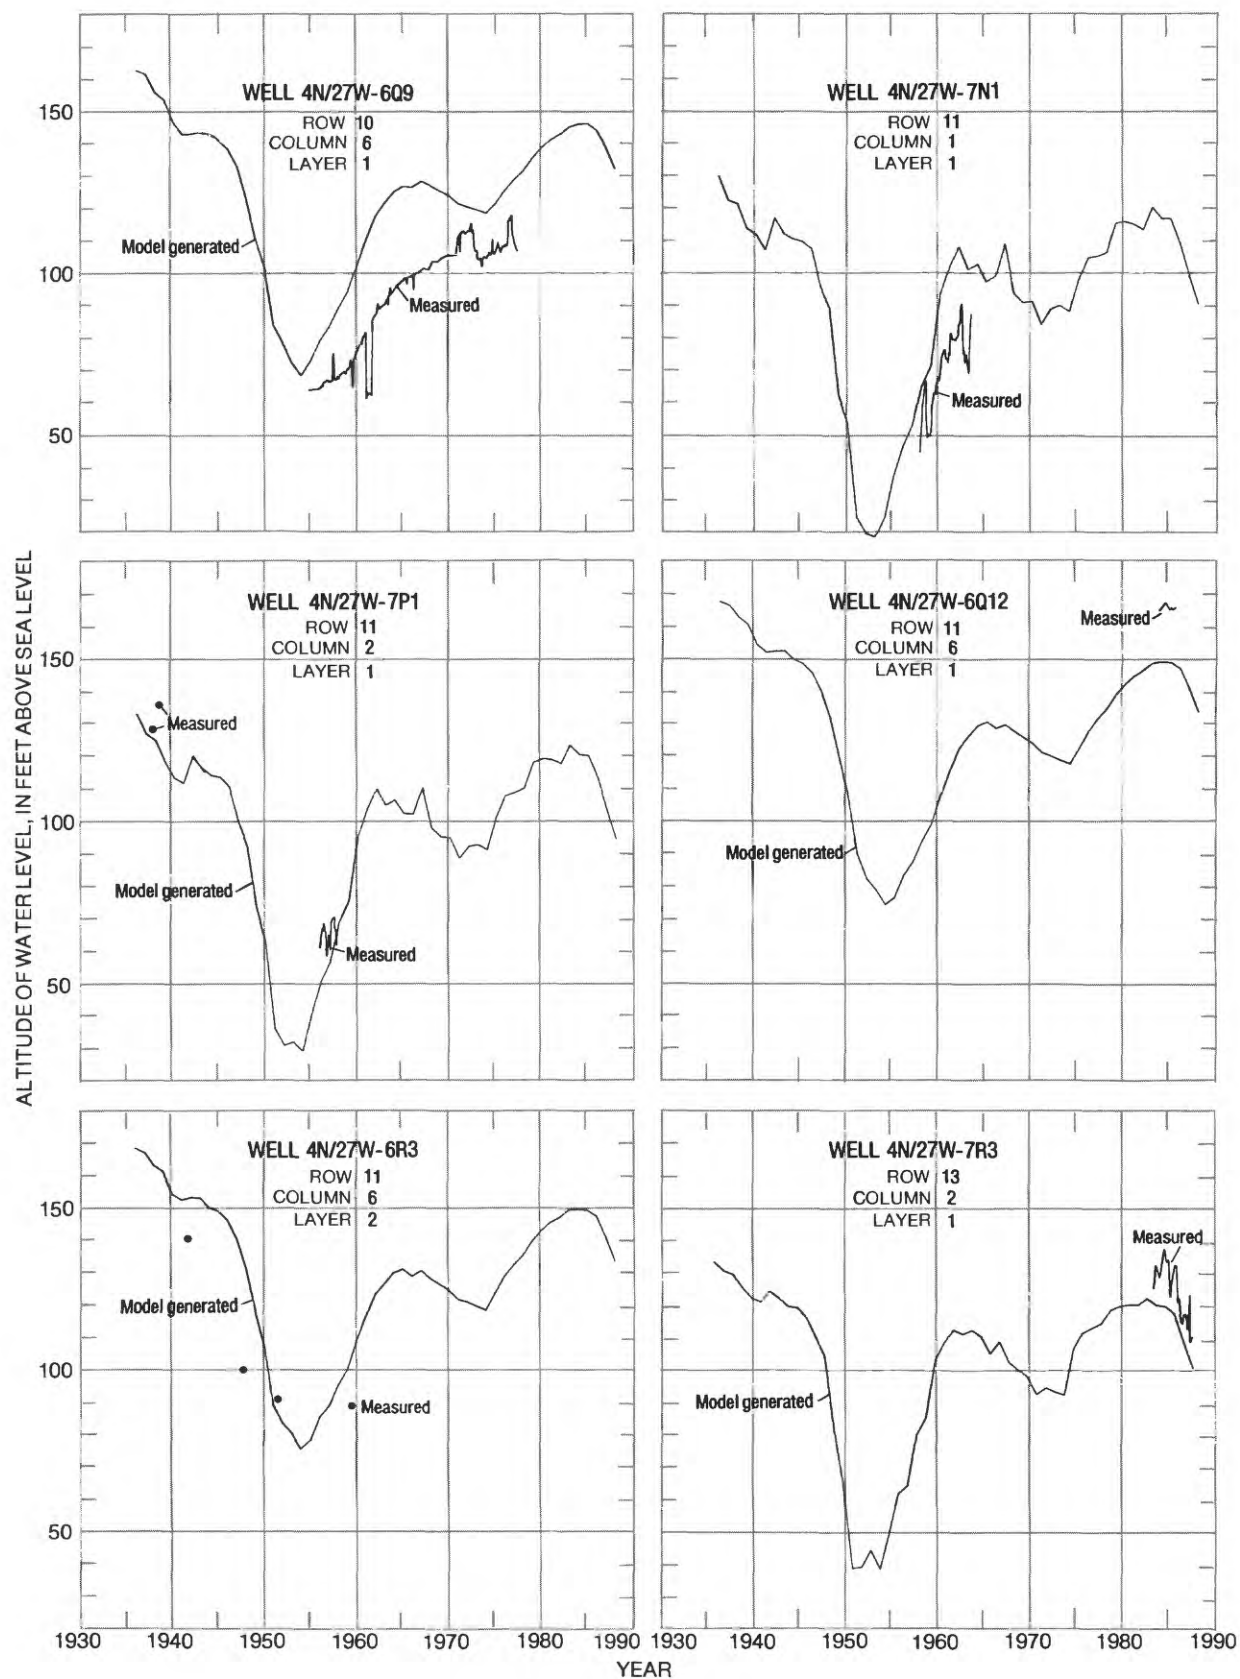 WELL 4N/27W-6Q9
ROW 10
COLUMN 6
LAYER 1
150
100
50
Model generated
Measured
WELL 4N/27W-7N1
ROW 11
COLUMN 1
LAYER 1
Measured
ALTITUDE OF WATER LEVEL, IN FEET ABOVE SEA LEVEL
WELL 4N/27W-7P1
ROW 11
COLUMN 2
LAYER 1
150
100
50
Measured
Model generated
Measured
WELL 4N/27W-6Q12
ROW 11
COLUMN 6
LAYER 1
Measured
Model generated
WELL 4N/27W-6R3
ROW 11
COLUMN 6
LAYER 2
150
100
50
Model generated
Measured
WELL 4N/27W-7R3
ROW 13
COLUMN 2
LAYER 1
Measured
Model generated
1930 1940 1950 1960 1970 1980 1990
1930 1940 1950 1960 1970 1980 1990
YEAR